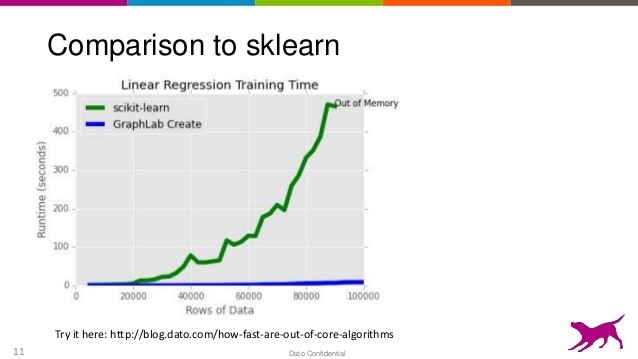 Comparison to sklearn
Linear Regression Training Time
500
400
300
200
100
0
Runtime (seconds)
scikit-learn
GraphLab Create
Out of Memory
0 20000 40000 60000 80000 100000
Rows of Data
Try it here: http://blog.dato.com/how-fast-are-out-of-core-algorithms
11
Dato Confidential